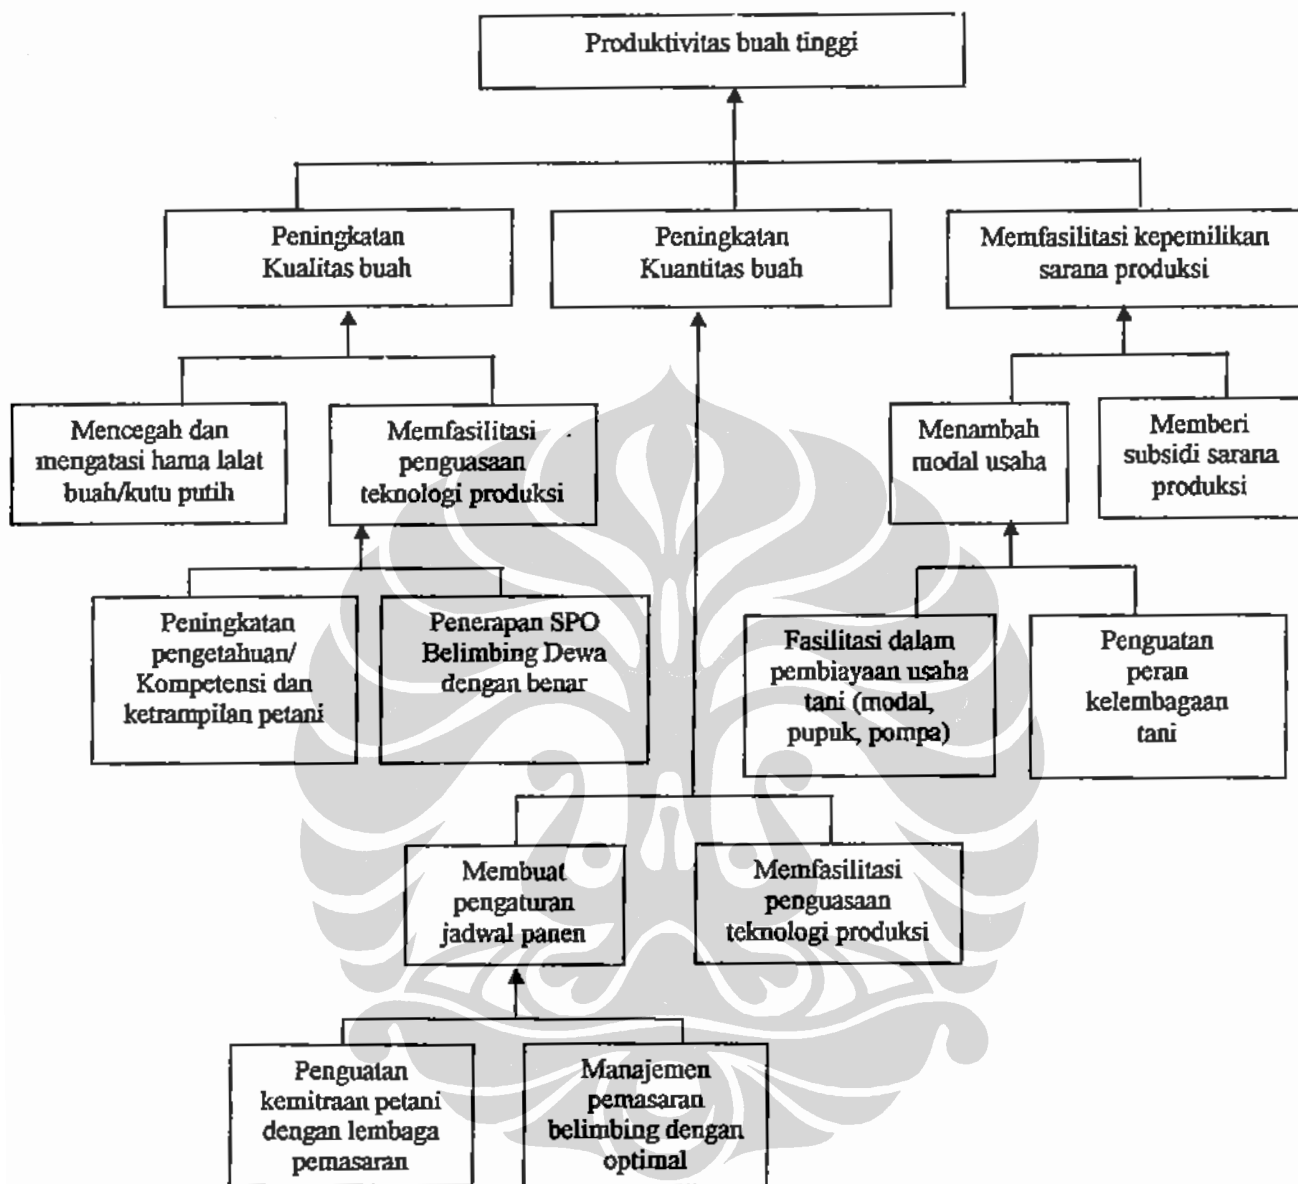 Produktivitas buah tinggi
Peningkatan
Kualitas buah
Peningkatan
Kuantitas buah
Memfasilitasi kepemilikan
sarana produksi
Mencegah dan
mengatasi hama lalat
buah/kutu putih
Memfasilitasi
penguasaan
teknologi produksi
Menambah
modal usaha
Memberi
subsidi sarana
produksi
Peningkatan
pengetahuan/
Kompetensi dan
ketrampilan petani
Penerapan SPO
Belimbing Dewa
dengan benar
Fasilitasi dalam
pembiayaan usaha
tani (modal,
pupuk, pompa)
Penguatan
peran
kelembagaan
tani
Membuat
pengaturan
jadwal panen
Memfasilitasi
penguasaan
teknologi produksi
Penguatan
kemitraan petani
dengan lembaga
pemasaran
Manajemen
pemasaran
belimbing dengan
optimal